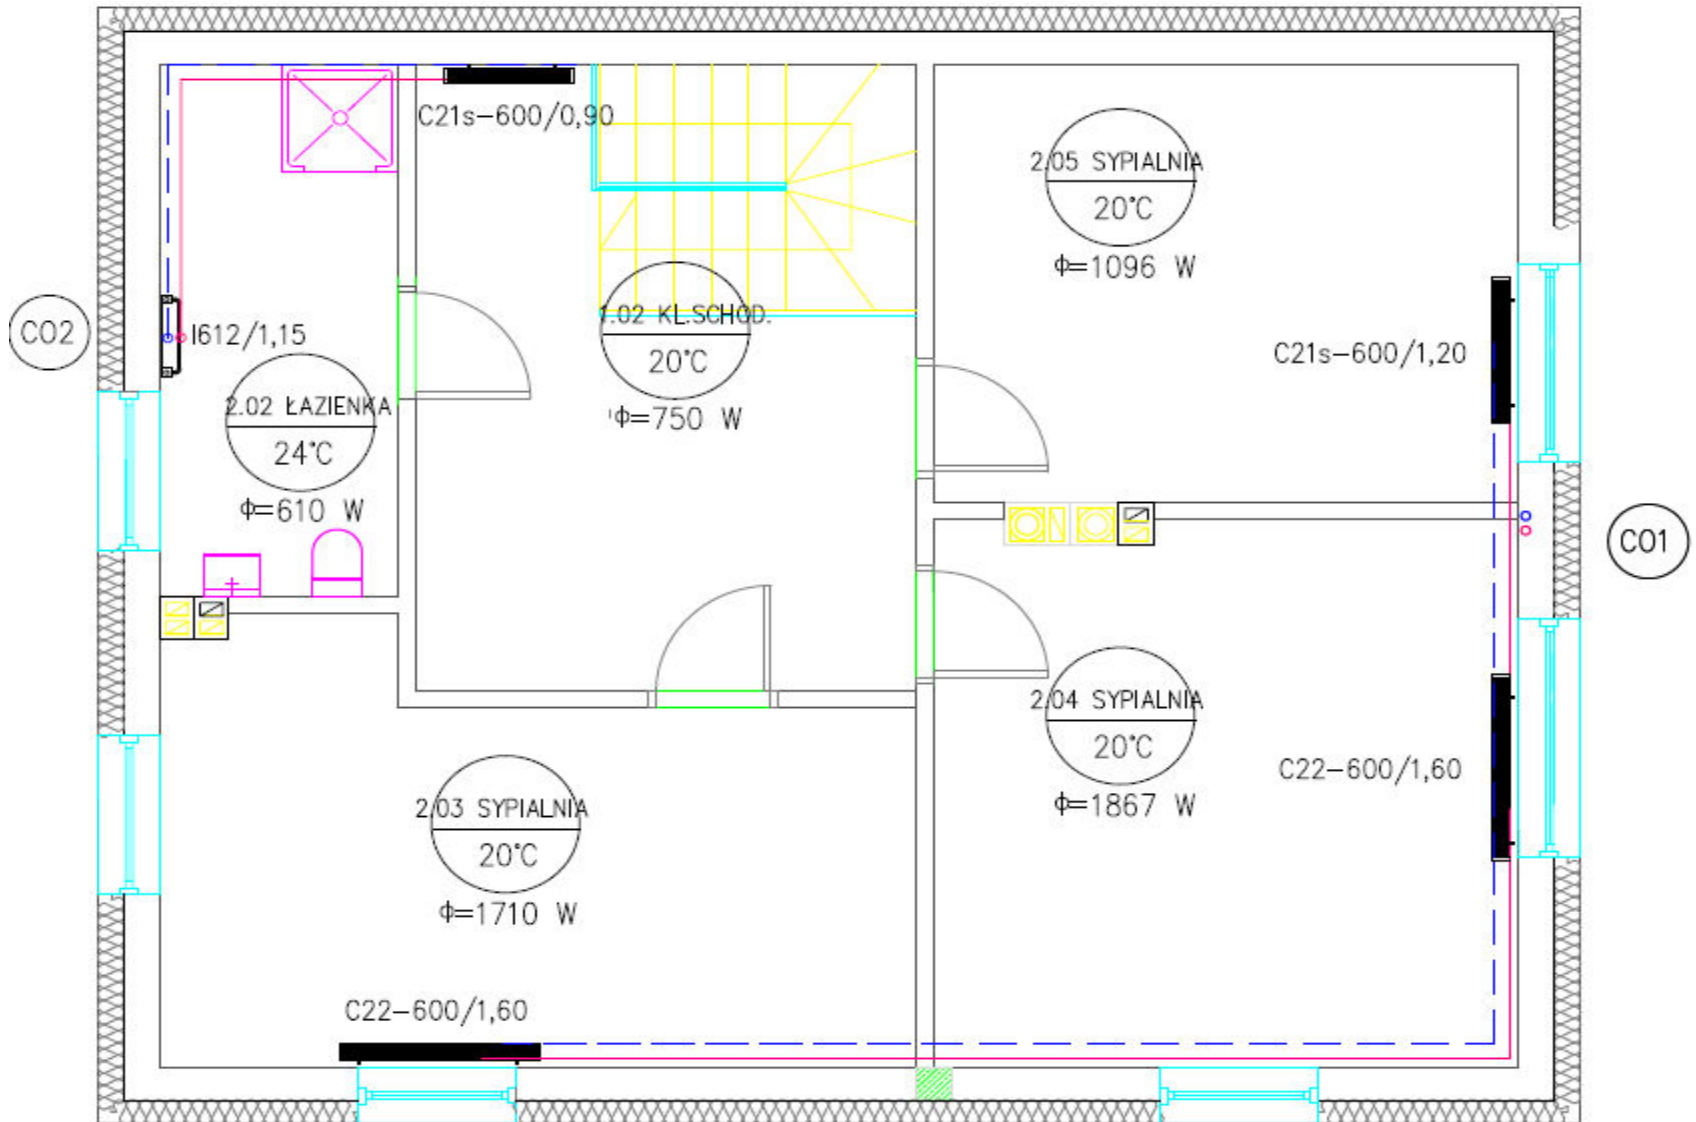 C21s-600/0,90
2.05 SYPIALNIA
20°C
ϕ=1096 W
CO2
I612/1,15
1.02 KL.SCHOD.
20°C
ϕ=750 W
C21s-600/1,20
2.02 ŁAZIENKA
24°C
ϕ=610 W
CO1
2.04 SYPIALNIA
20°C
ϕ=1867 W
C22-600/1,60
2.03 SYPIALNIA
20°C
ϕ=1710 W
C22-600/1,60